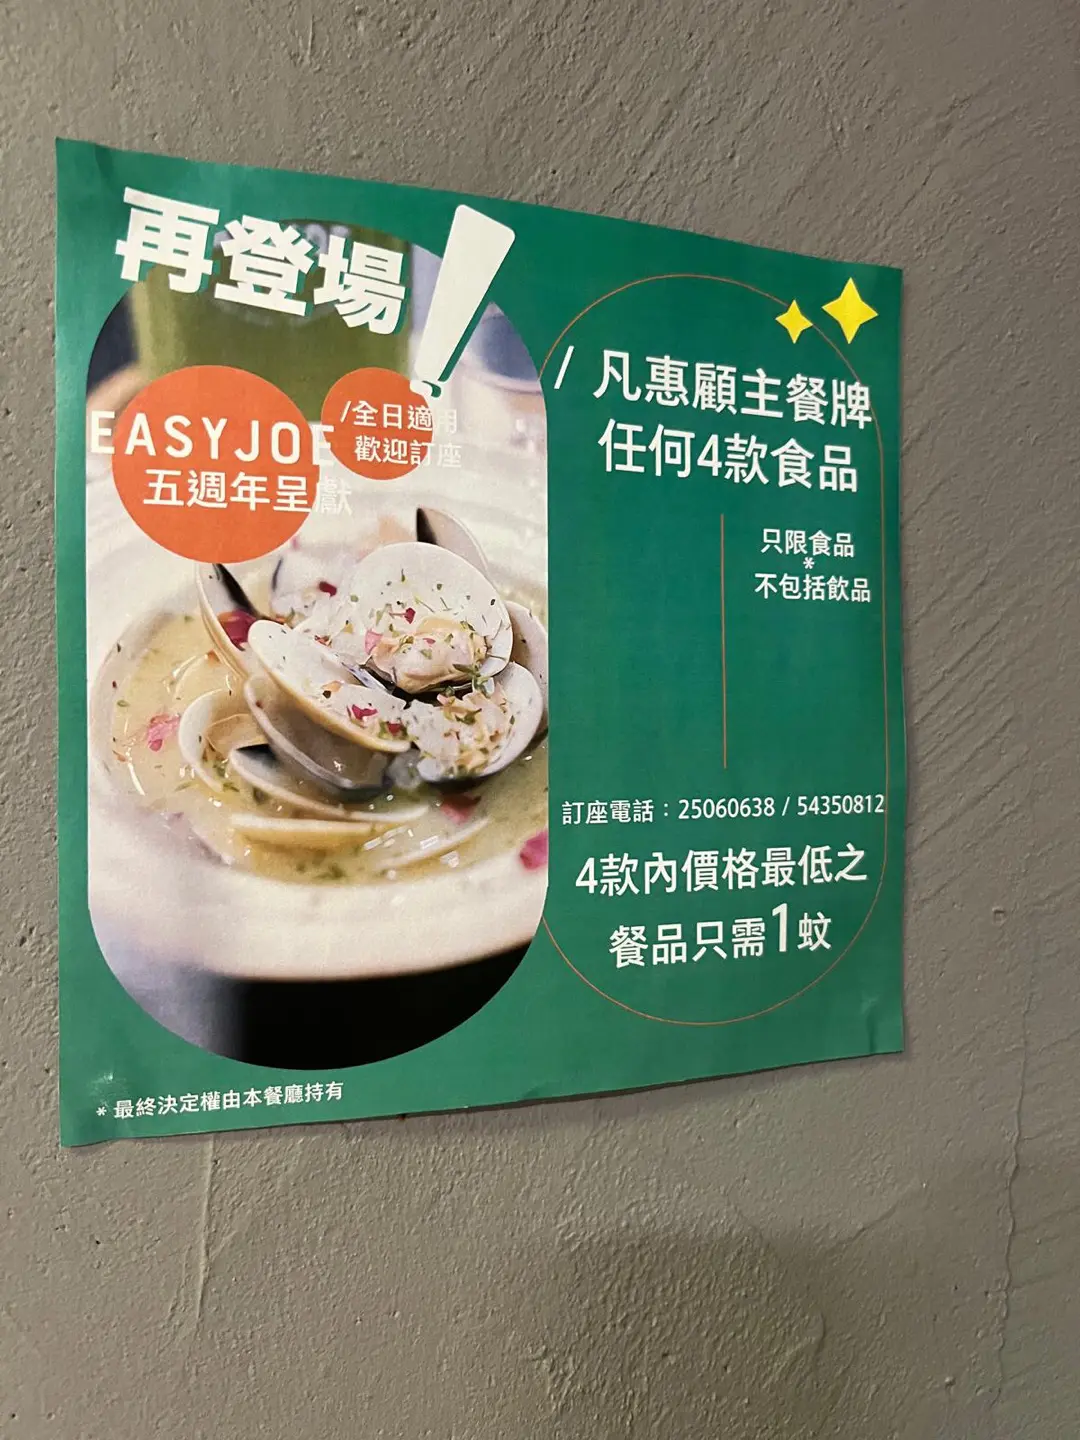 再登場!
EASYJOE
五週年呈獻
/全日適用
歡迎訂座
/ 凡惠顧主餐牌
任何4款食品
只限食品
*
不包括飲品
訂座電話：25060638 / 54350812
4款內價格最低之
餐品只需1蚊
* 最終決定權由本餐廳持有